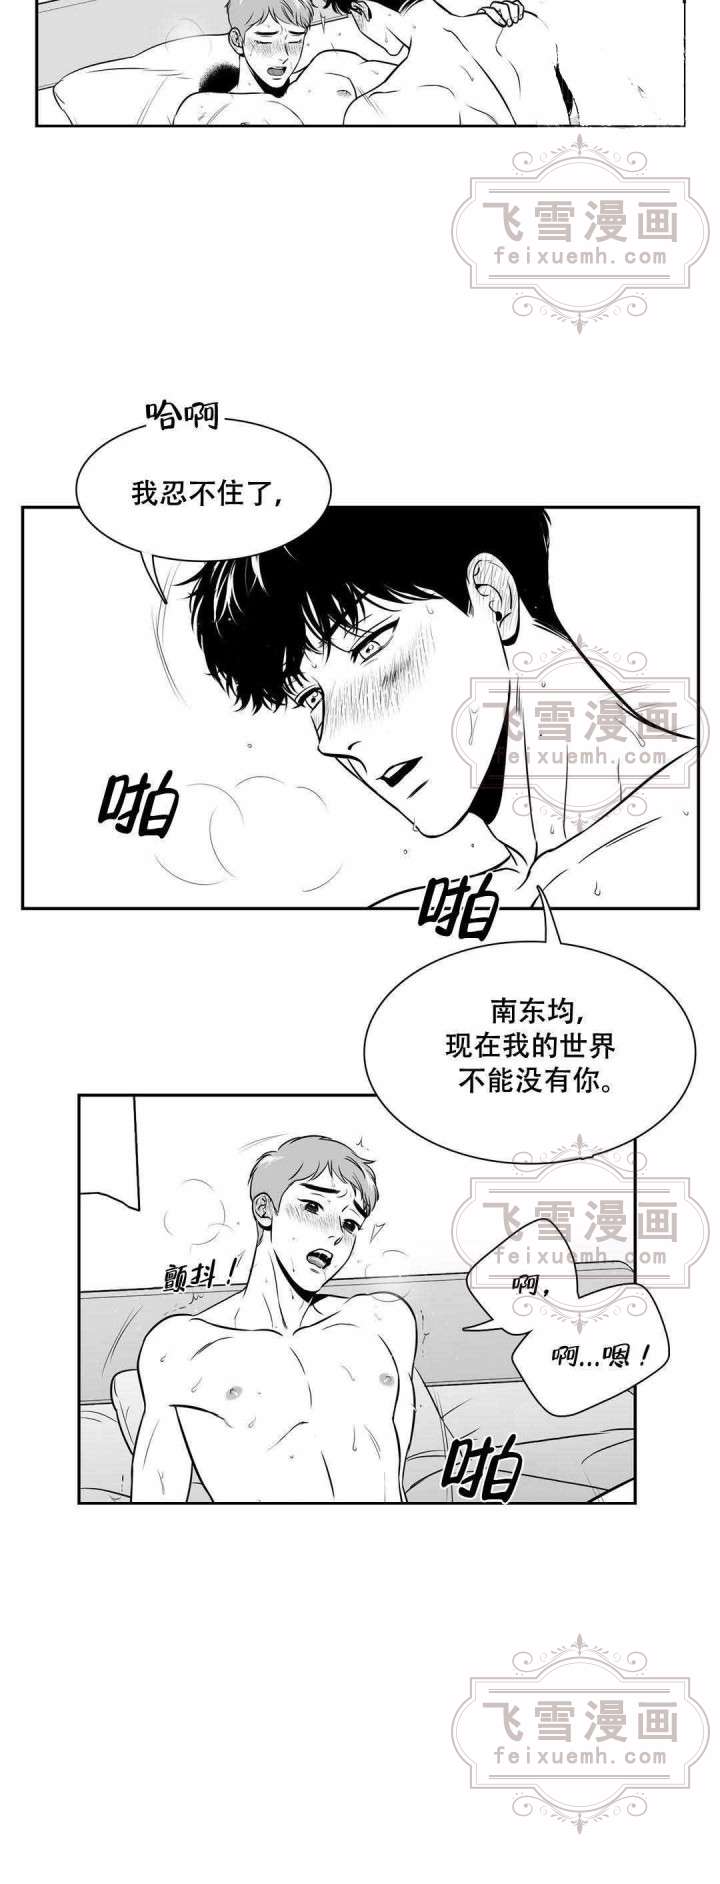 飞雪漫画
feixuemh.com
哈啊
我忍不住了，
飞雪漫画
feixuemh.com
啪
啪
南东均，
现在我的世界
不能没有你。
飞雪漫画
feixuemh.com
颤抖！
啊，
啊…嗯！
啪
飞雪漫画
feixuemh.com